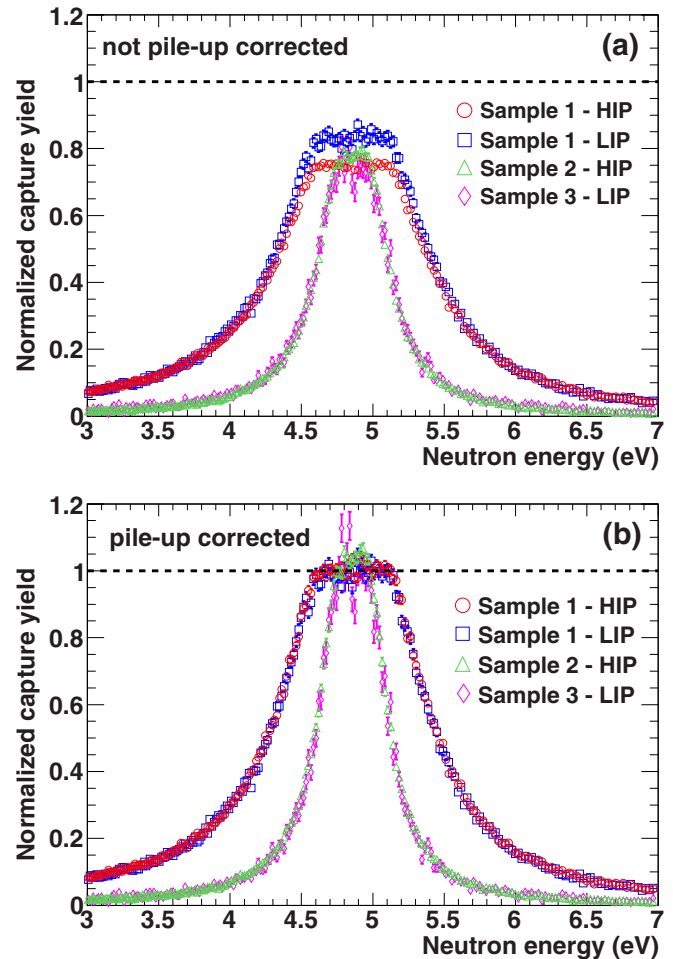 1.2
not pile-up corrected
(a)
1
Sample 1 - HIP
Sample 1 - LIP
0.8
Sample 2 - HIP
Sample 3 - LIP
0.6
0.4
0.2
0
Normalized capture yield
3 3.5 4 4.5 5 5.5 6 6.5 7
Neutron energy (eV)
1.2
pile-up corrected
(b)
1
Sample 1 - HIP
Sample 1 - LIP
0.8
Sample 2 - HIP
Sample 3 - LIP
0.6
0.4
0.2
0
Normalized capture yield
3 3.5 4 4.5 5 5.5 6 6.5 7
Neutron energy (eV)